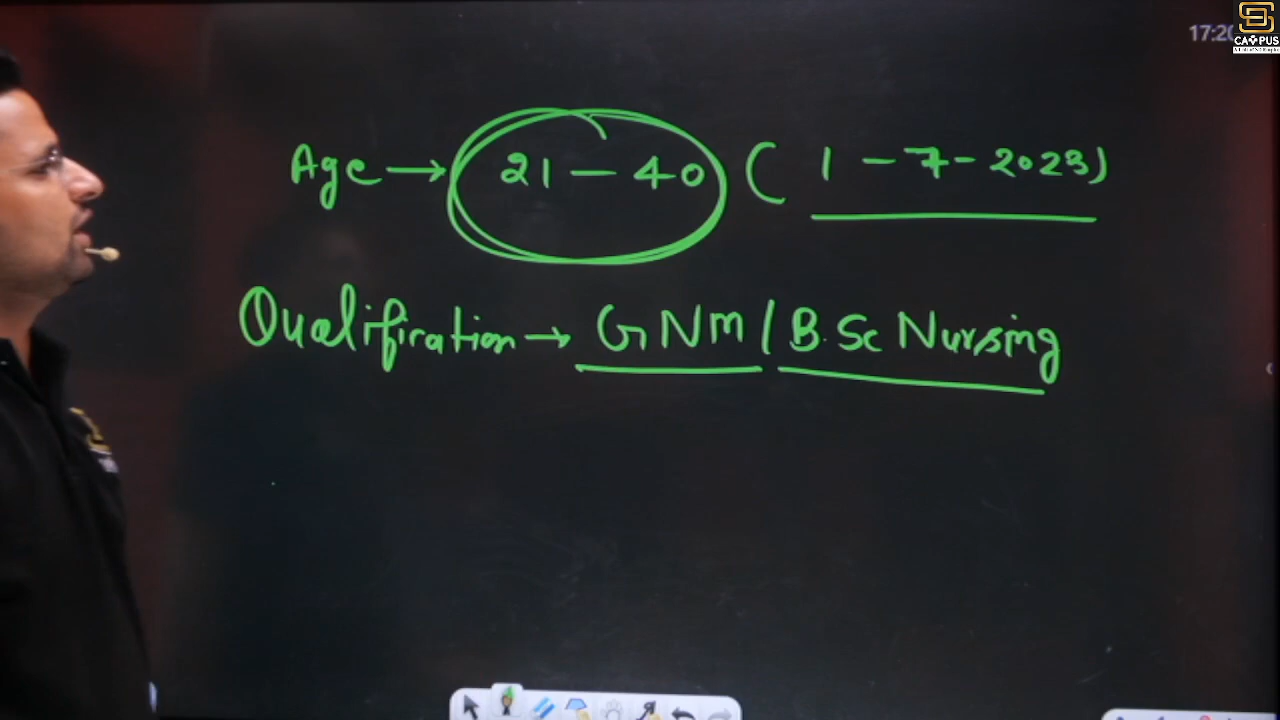 17:20
CAMPUS
Age → 21 – 40 (1 – 7 – 2023)
Qualification → GNM / B.Sc Nursing